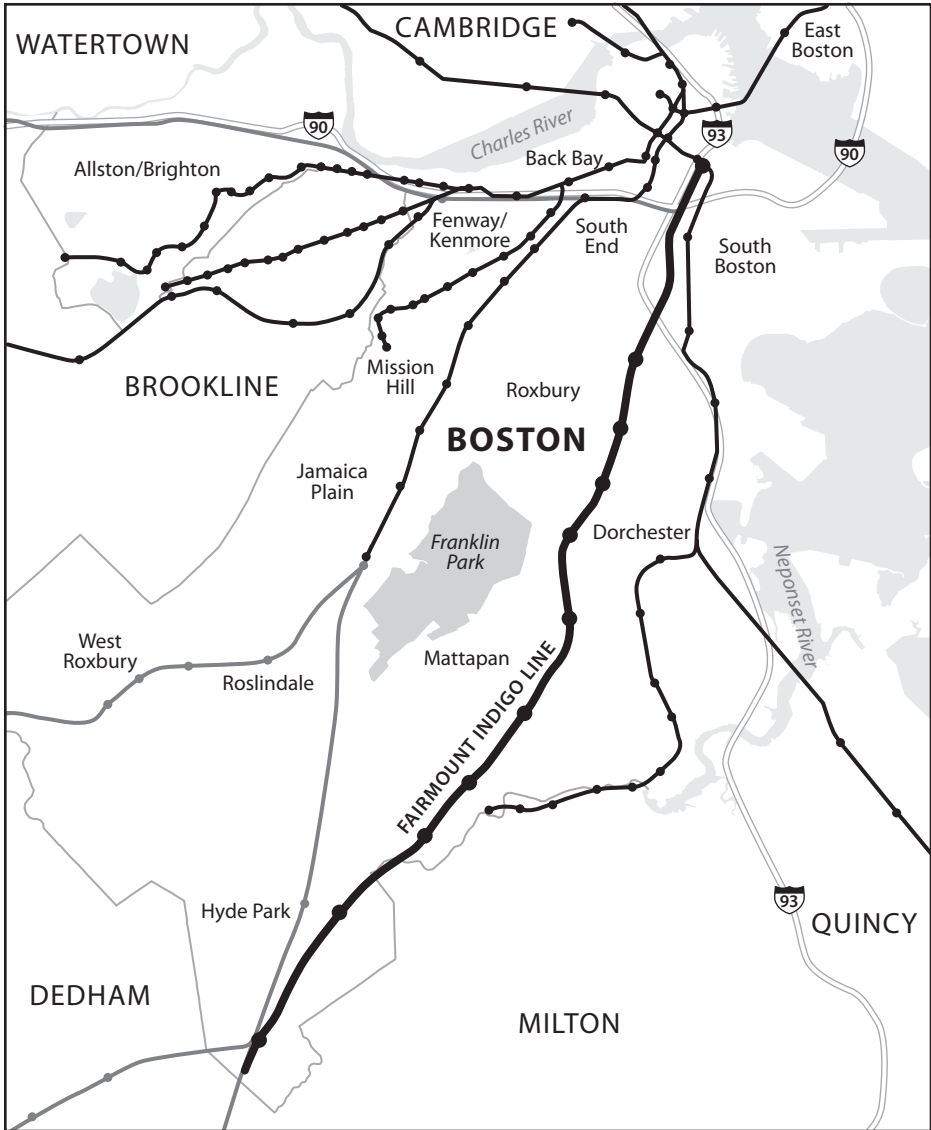 WATERTOWN
CAMBRIDGE
East
Boston
90
Charles River
93
90
Allston/Brighton
Back Bay
Fenway/
Kenmore
South
End
South
Boston
BROOKLINE
Mission
Hill
Roxbury
BOSTON
Jamaica
Plain
Franklin
Park
Dorchester
Neponset River
West
Roxbury
Roslindale
Mattapan
FAIRMOUNT INDIGO LINE
Hyde Park
93
QUINCY
DEDHAM
MILTON